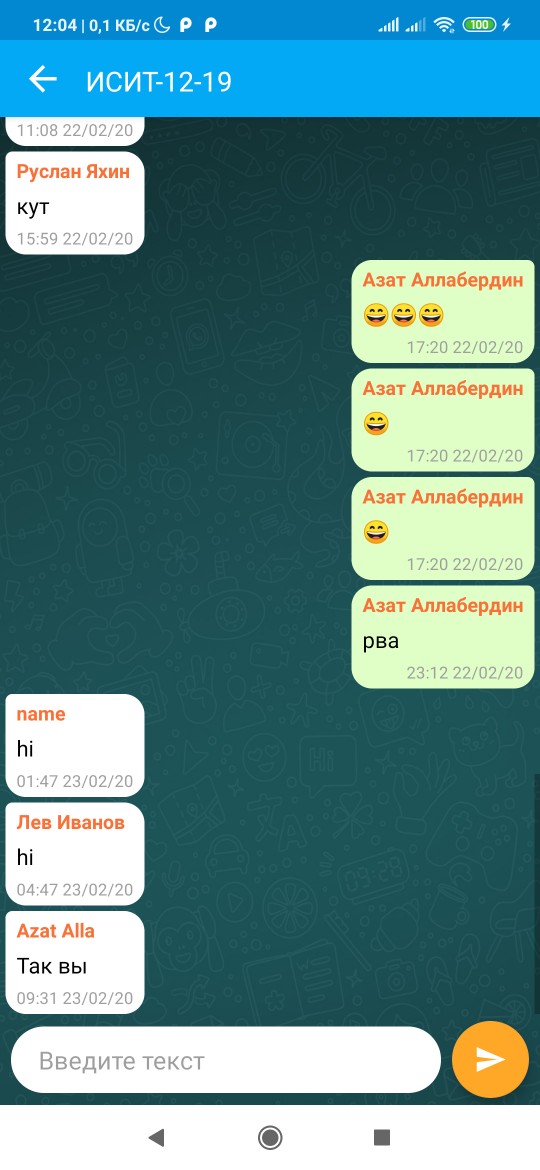 12:04 | 0,1 КБ/с
100
ИСИТ-12-19
11:08 22/02/20
Руслан Яхин
кут
15:59 22/02/20
Азат Аллабердин
😄😄😄
17:20 22/02/20
Азат Аллабердин
😄
17:20 22/02/20
Азат Аллабердин
😄
17:20 22/02/20
Азат Аллабердин
рва
23:12 22/02/20
name
hi
01:47 23/02/20
Лев Иванов
hi
04:47 23/02/20
Azat Alla
Так вы
09:31 23/02/20
Введите текст